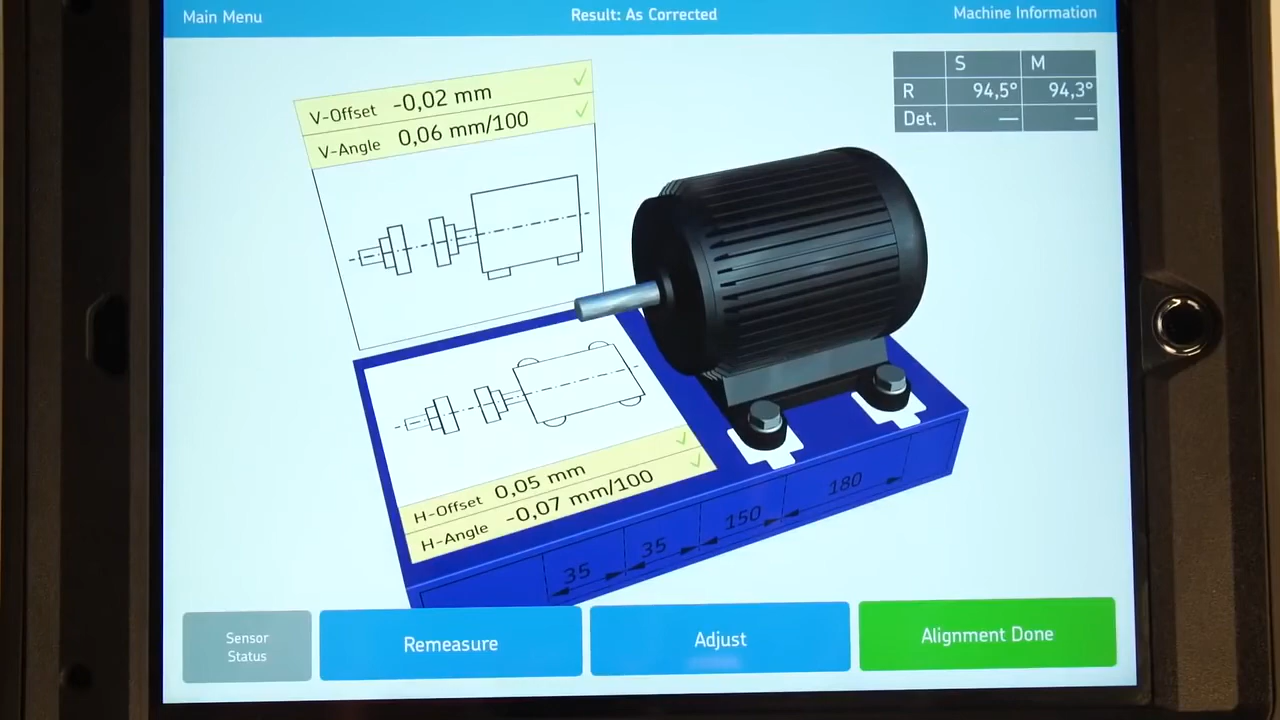 Main Menu
Result: As Corrected
Machine Information
S M
R 94,5° 94,3°
Det. — —
V-Offset -0,02 mm
V-Angle 0,06 mm/100
H-Offset 0,05 mm
H-Angle -0,07 mm/100
35 35 150 180
Sensor
Status
Remeasure
Adjust
Alignment Done